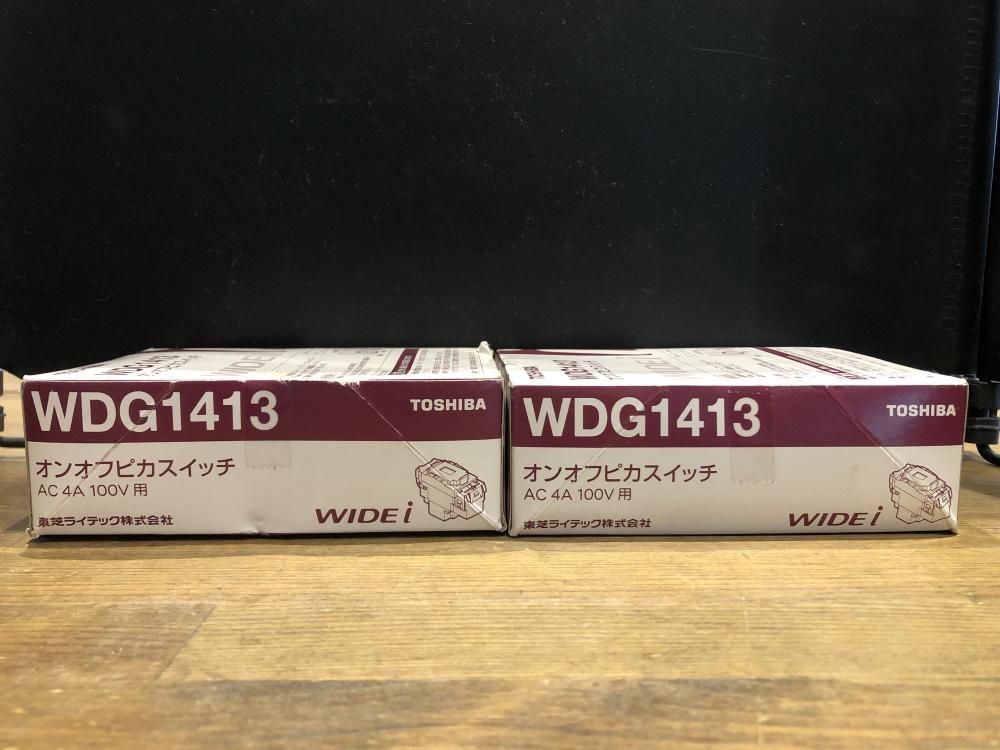 WDG1413
TOSHIBA
オンオフピカスイッチ
AC 4A 100V 用
東芝ライテック株式会社
WIDE i
WDG1413
TOSHIBA
オンオフピカスイッチ
AC 4A 100V 用
東芝ライテック株式会社
WIDE i